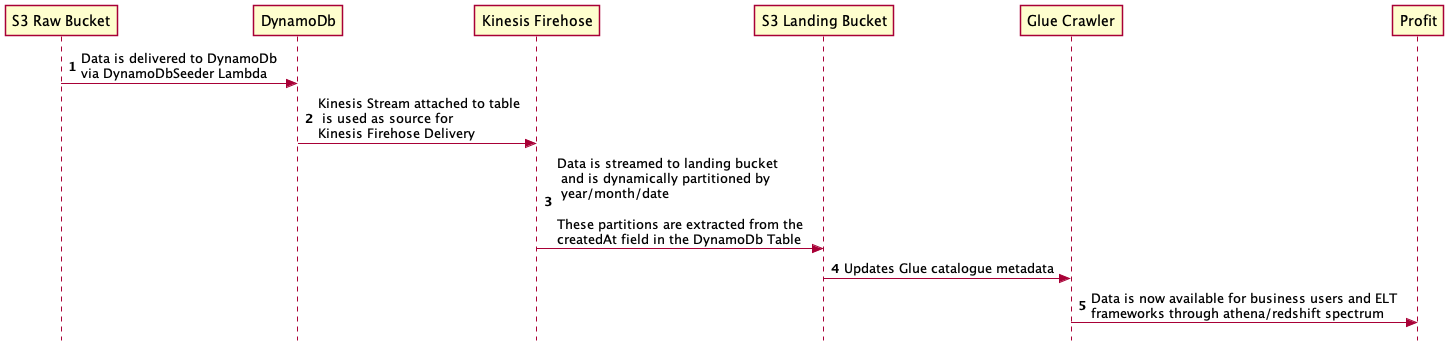 S3 Raw Bucket
DynamoDb
Kinesis Firehose
S3 Landing Bucket
Glue Crawler
Profit
1 Data is delivered to DynamoDb
via DynamoDbSeeder Lambda
Kinesis Stream attached to table
2 is used as source for
Kinesis Firehose Delivery
Data is streamed to landing bucket
and is dynamically partitioned by
year/month/date
3
These partitions are extracted from the
createdAt field in the DynamoDb Table
4 Updates Glue catalogue metadata
5 Data is now available for business users and ELT
frameworks through athena/redshift spectrum